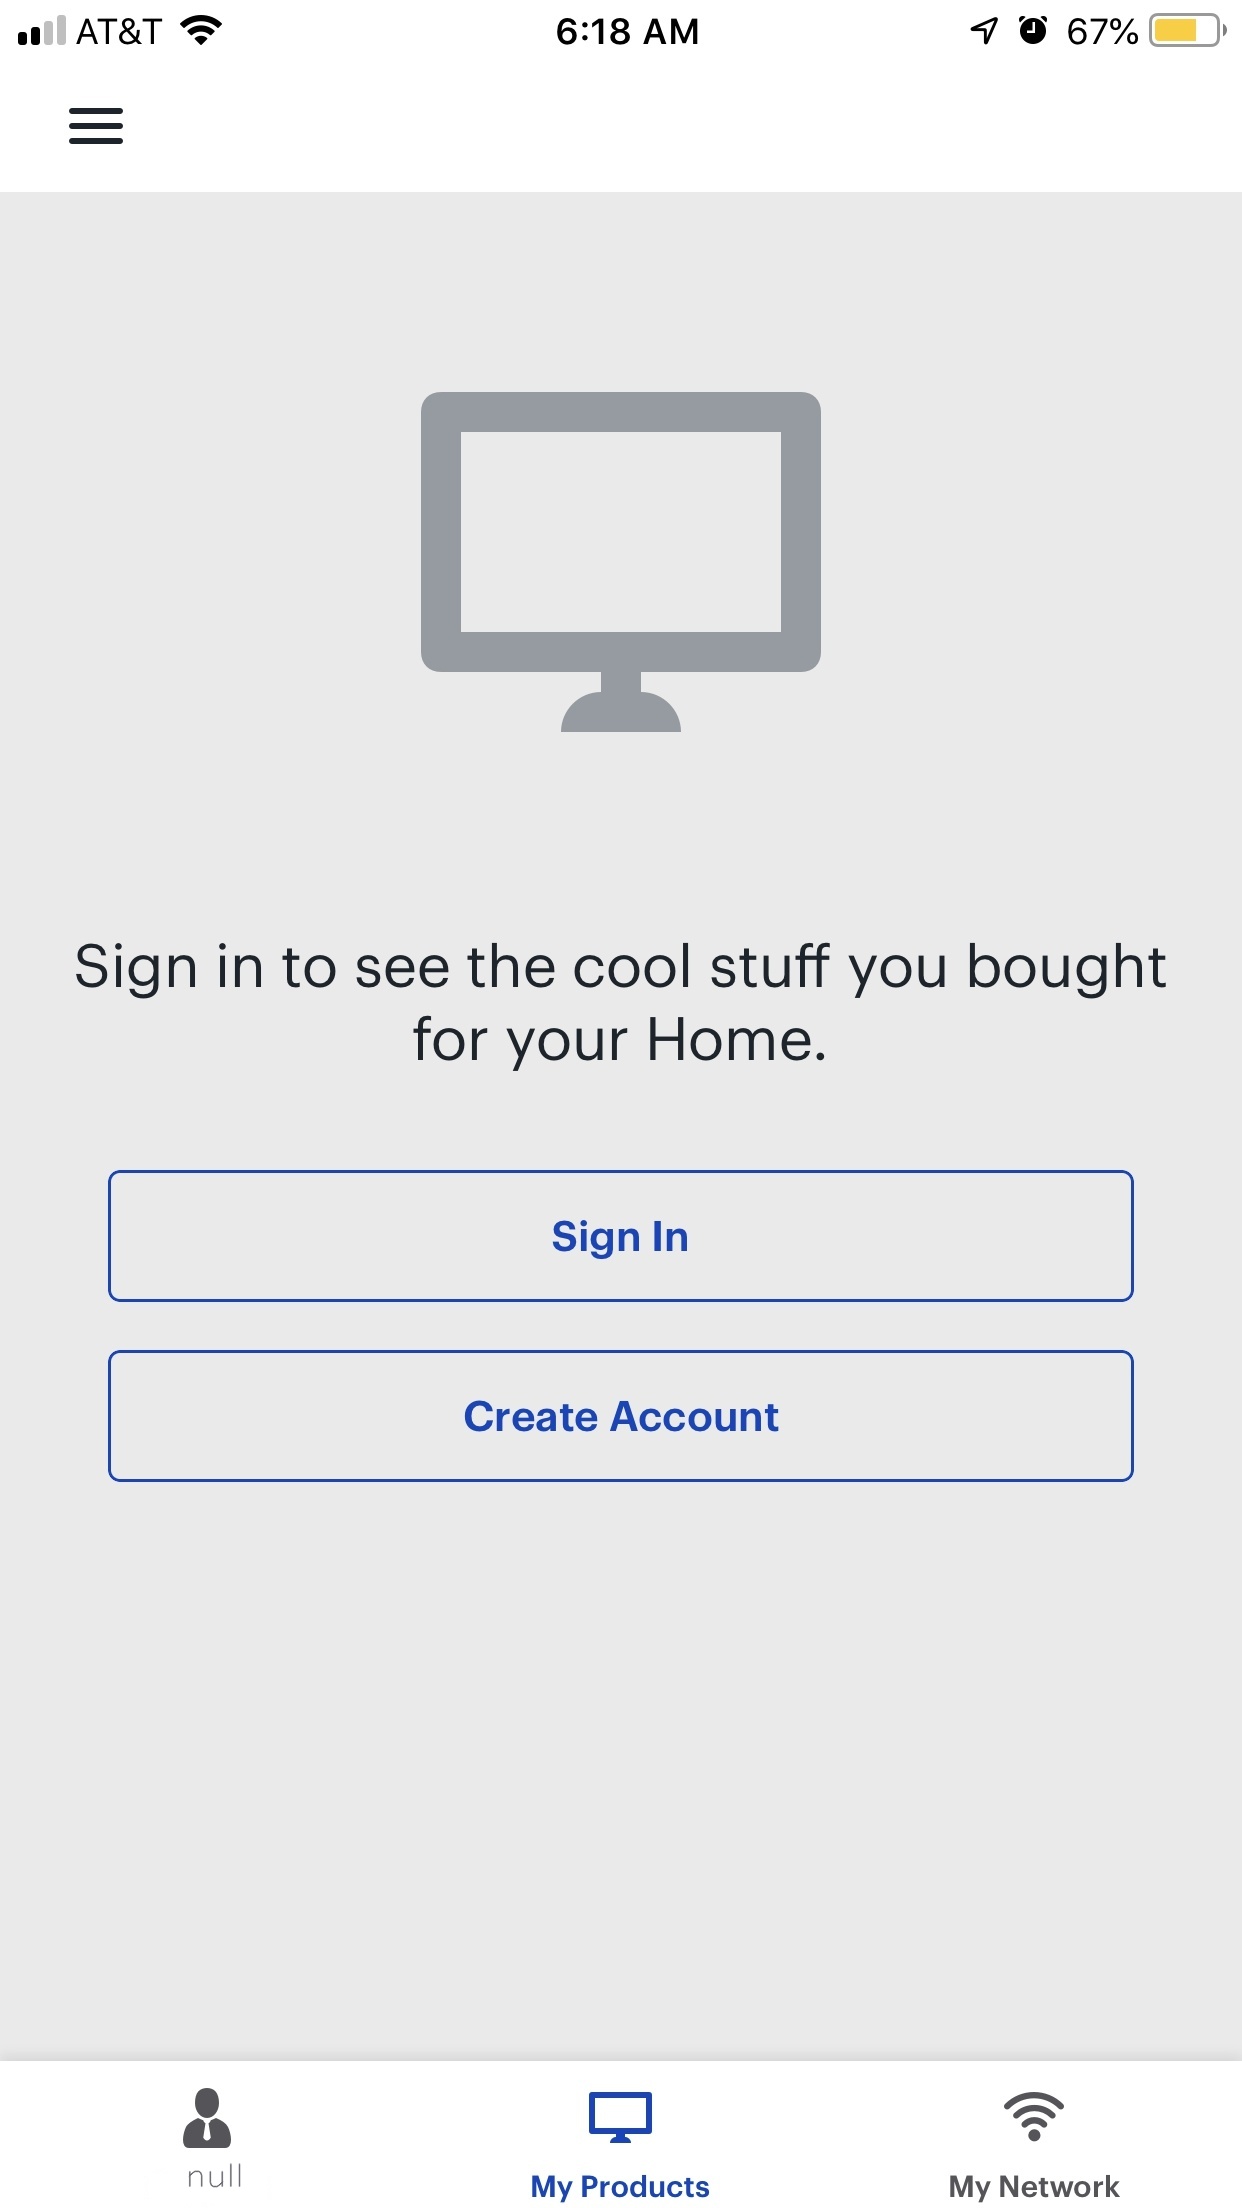 AT&T 6:18 AM 67%
Sign in to see the cool stuff you bought
for your Home.
Sign In
Create Account
null My Products My Network